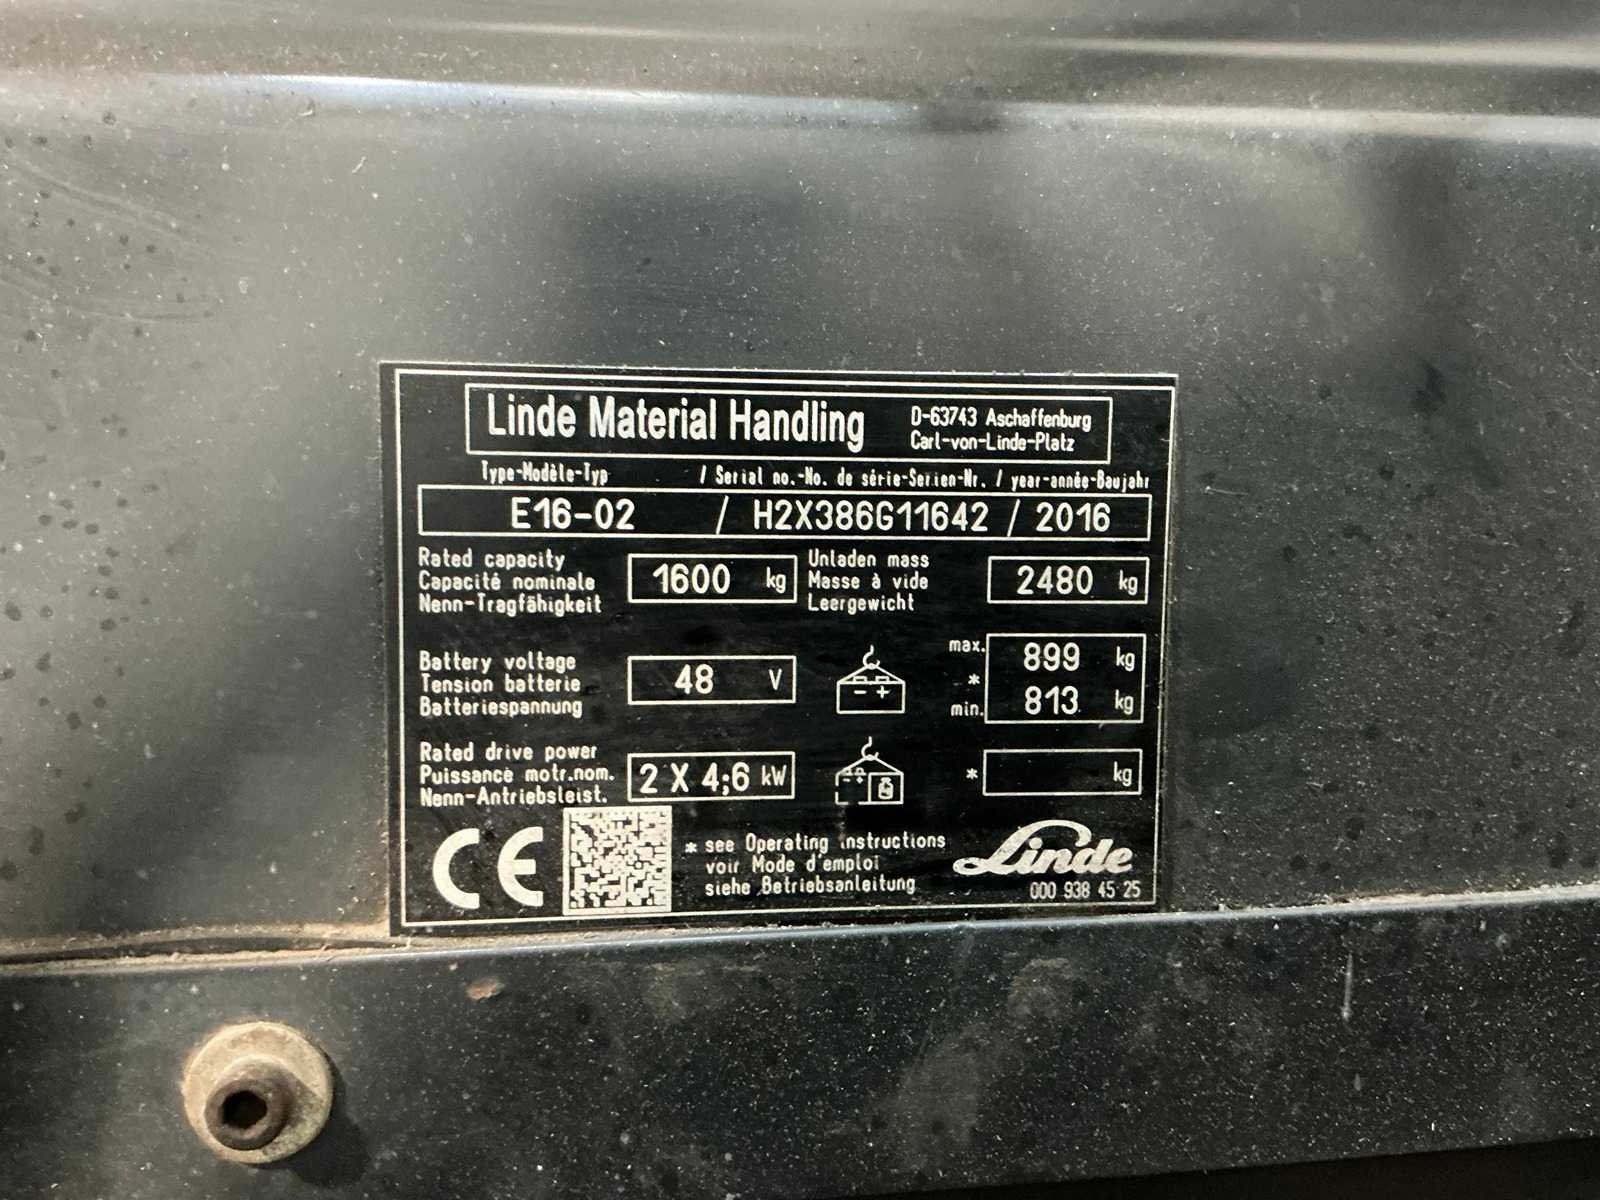 Linde Material Handling
D-63743 Aschaffenburg
Carl-von-Linde-Platz
Type-Modèle-Typ / Serial no.-No. de série-Serien-Nr. / year-année-Baujahr
E16-02 / H2X386G11642 / 2016
Rated capacity
Capacité nominale
Nenn-Tragfähigkeit
1600 kg
Unladen mass
Masse à vide
Leergewicht
2480 kg
Battery voltage
Tension batterie
Batteriespannung
48 V
- +
max.
*
min.
899 kg
813 kg
Rated drive power
Puissance motr.nom.
Nenn-Antriebsleist.
2 X 4;6 kW
- +
* kg
CE
* see Operating instructions
voir Mode d'emploi
siehe Betriebsanleitung
Linde
000 938 45 25